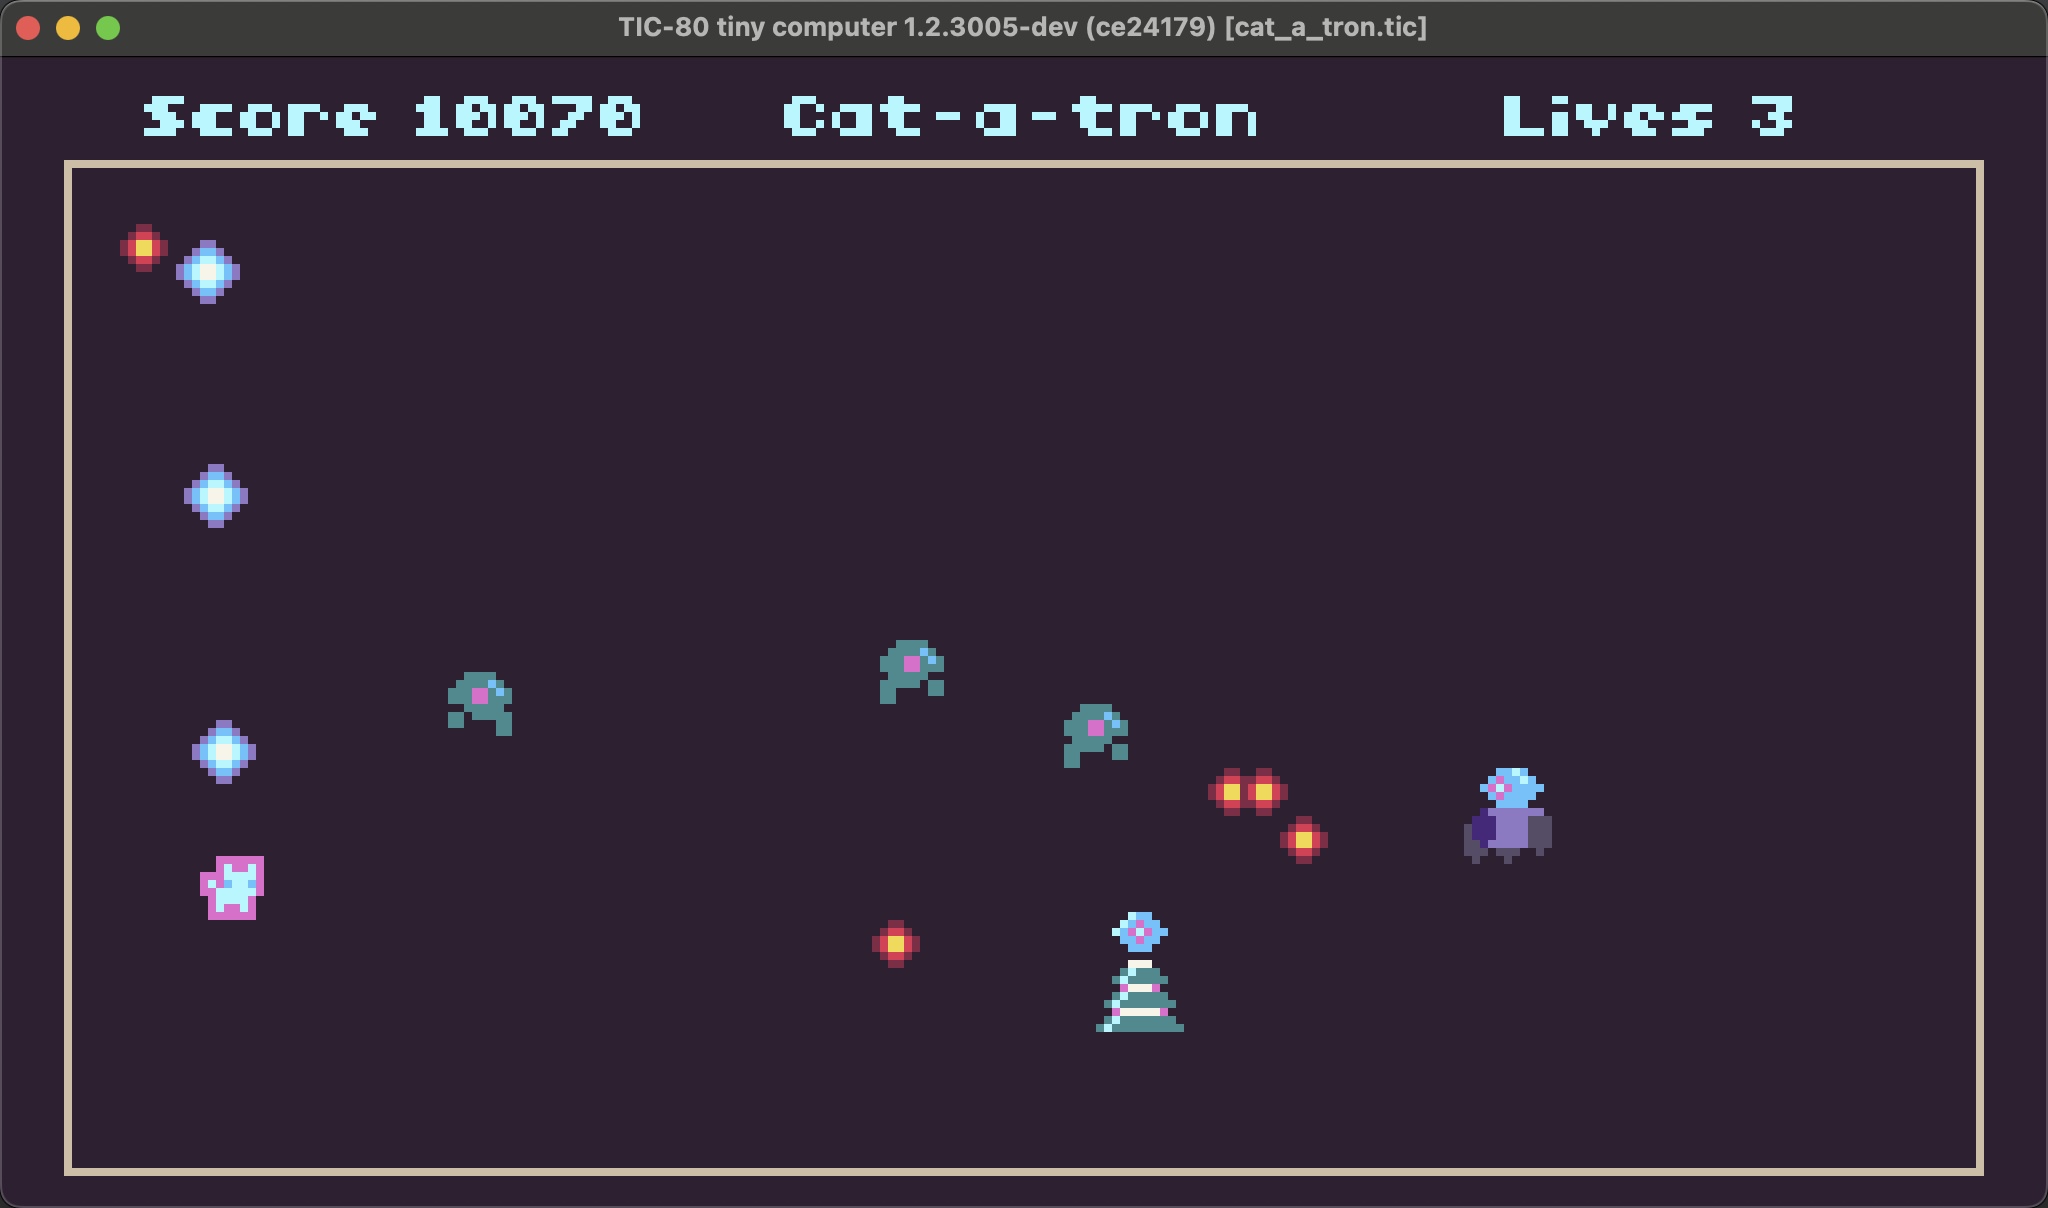 TIC-80 tiny computer 1.2.3005-dev (ce24179) [cat_a_tron.tic]
Score 10070 Cat-a-tron Lives 3